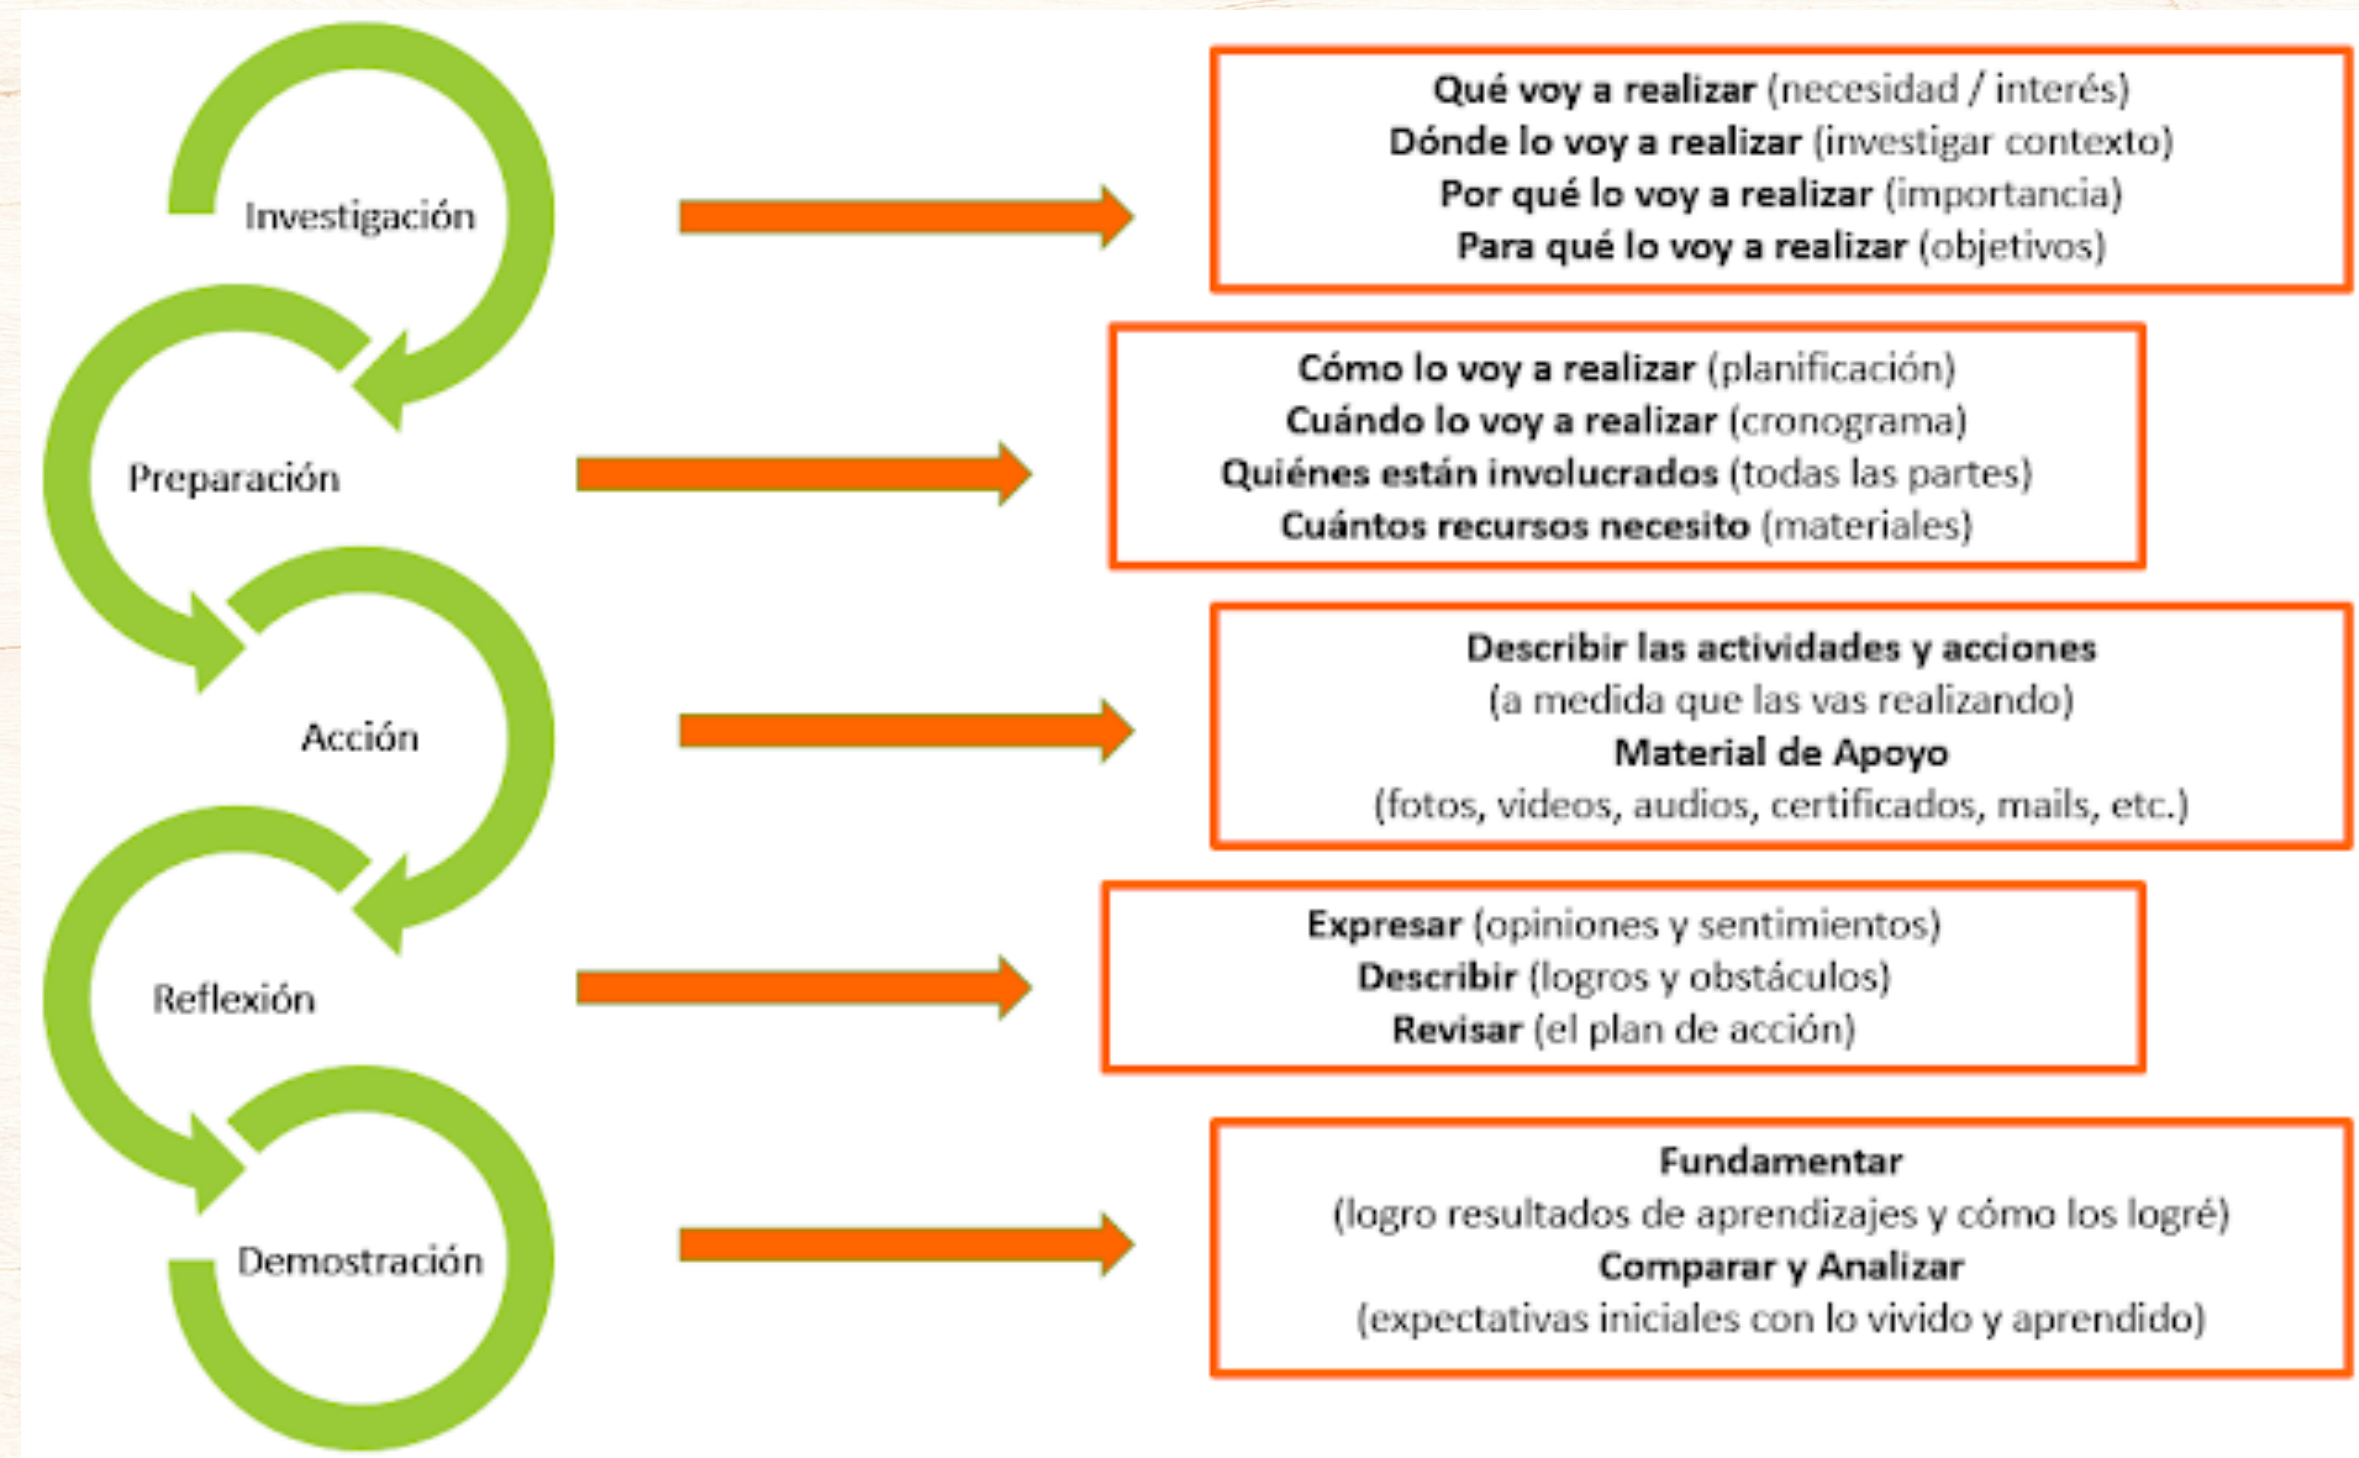 Investigación
Qué voy a realizar (necesidad / interés)
Dónde lo voy a realizar (investigar contexto)
Por qué lo voy a realizar (importancia)
Para qué lo voy a realizar (objetivos)
Preparación
Cómo lo voy a realizar (planificación)
Cuándo lo voy a realizar (cronograma)
Quiénes están involucrados (todas las partes)
Cuántos recursos necesito (materiales)
Acción
Describir las actividades y acciones
(a medida que las vas realizando)
Material de Apoyo
(fotos, videos, audios, certificados, mails, etc.)
Reflexión
Expresar (opiniones y sentimientos)
Describir (logros y obstáculos)
Revisar (el plan de acción)
Demostración
Fundamentar
(logro resultados de aprendizajes y cómo los logré)
Comparar y Analizar
(expectativas iniciales con lo vivido y aprendido)